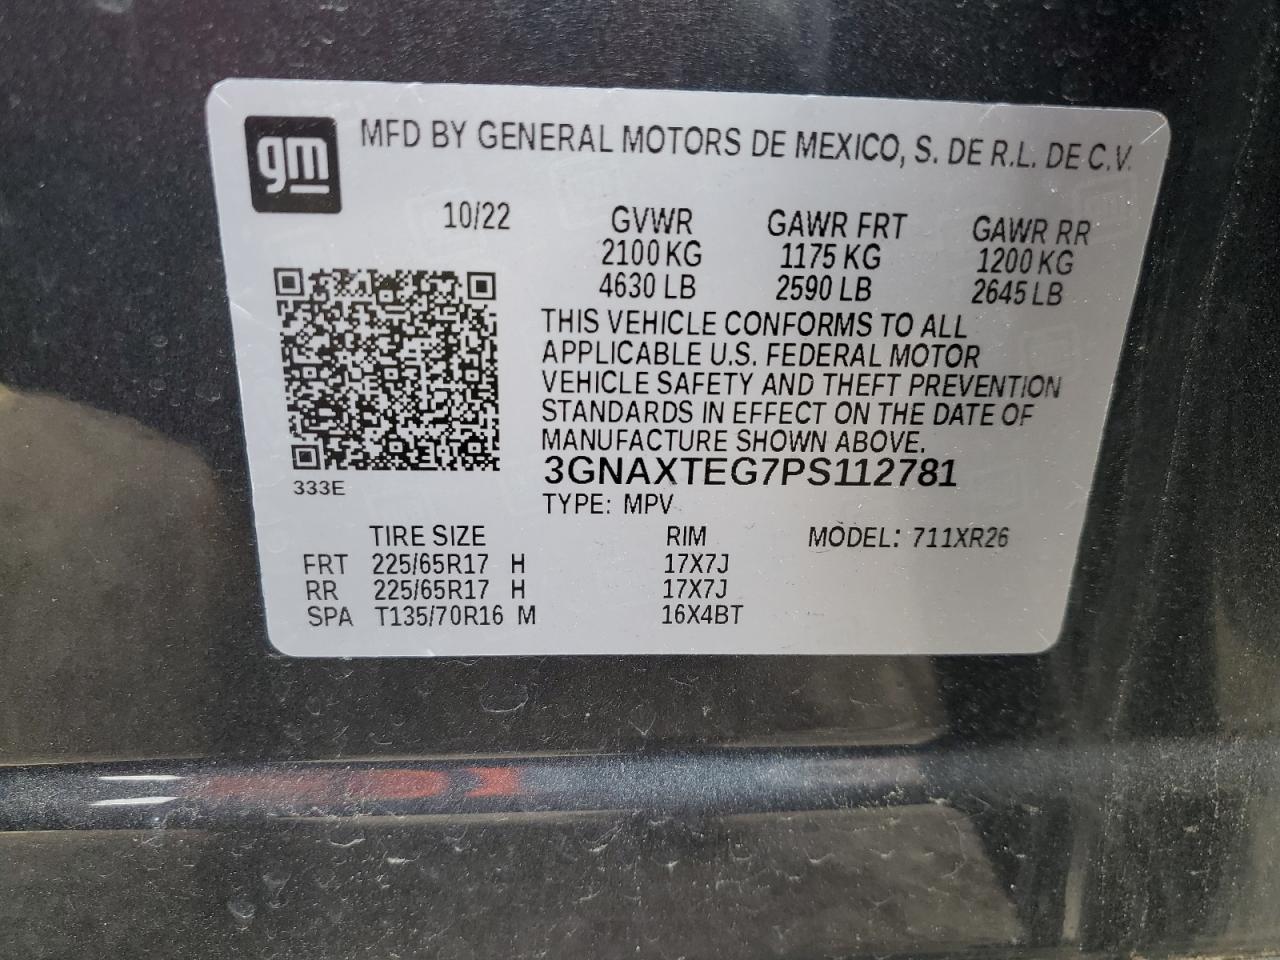 gm
MFD BY GENERAL MOTORS DE MEXICO, S. DE R.L. DE C.V.
10/22 GVWR GAWR FRT GAWR RR
2100 KG 1175 KG 1200 KG
4630 LB 2590 LB 2645 LB
THIS VEHICLE CONFORMS TO ALL
APPLICABLE U.S. FEDERAL MOTOR
VEHICLE SAFETY AND THEFT PREVENTION
STANDARDS IN EFFECT ON THE DATE OF
MANUFACTURE SHOWN ABOVE.
3GNAXTEG7PS112781
333E
TYPE: MPV
TIRE SIZE RIM MODEL: 711XR26
FRT 225/65R17 H 17X7J
RR 225/65R17 H 17X7J
SPA T135/70R16 M 16X4BT